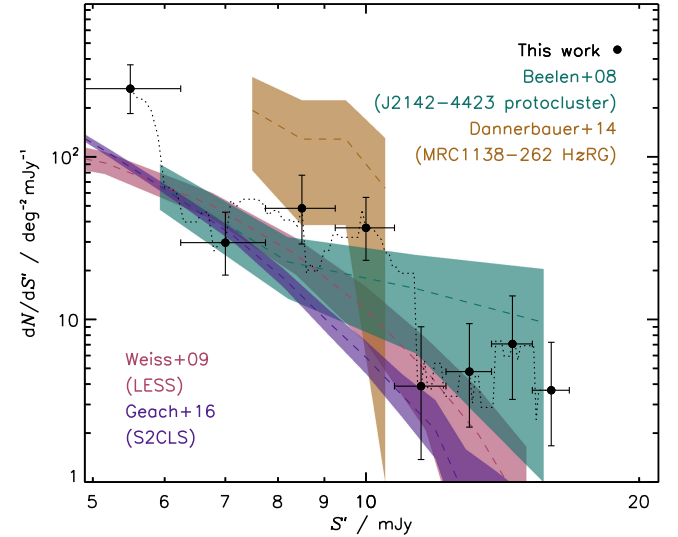 This work
Beelen+08
(J2142−4423 protocluster)
Dannerbauer+14
(MRC1138−262 HzRG)
10²
10
1
dN/dS' / deg⁻² mJy⁻¹
Weiss+09
(LESS)
Geach+16
(S2CLS)
5 6 7 8 9 10 20
S' / mJy